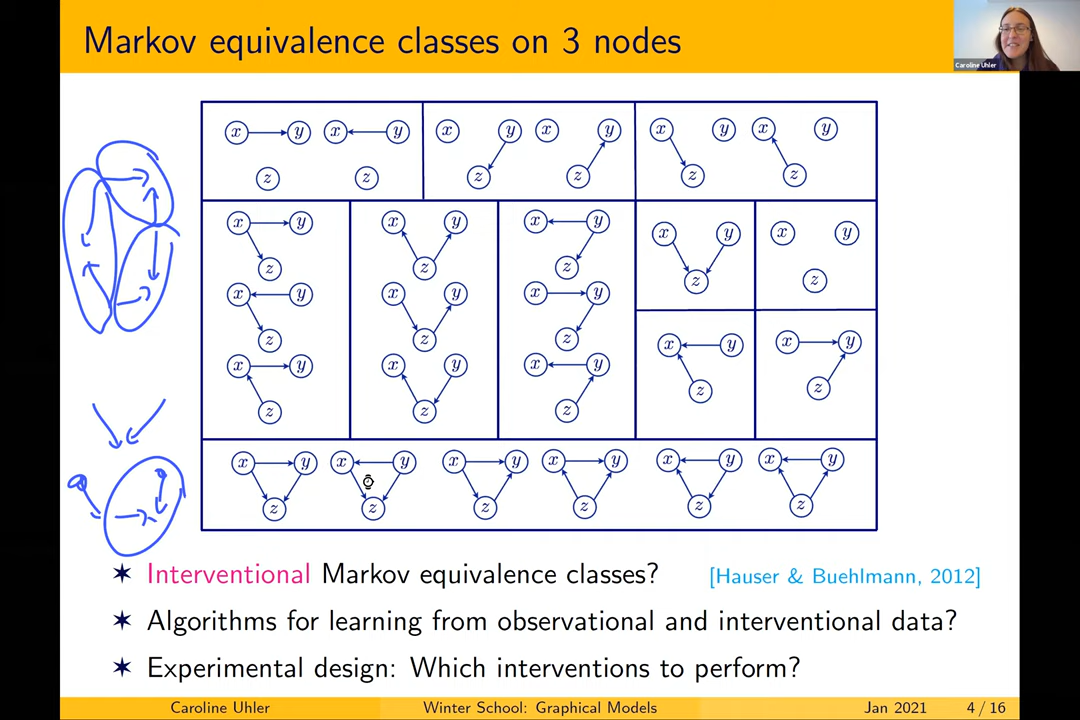 Markov equivalence classes on 3 nodes
Caroline Uhler
x y x y x y x y x y x y
z z z z z z
x y x y x y x y x y
z z z z z
x y x y x y
z z z
x y x y
z z
x y x y x y
z z z
x y x y x y x y x y x y
z z z z z z
✶ Interventional Markov equivalence classes? [Hauser & Buehlmann, 2012]
✶ Algorithms for learning from observational and interventional data?
✶ Experimental design: Which interventions to perform?
Caroline Uhler Winter School: Graphical Models Jan 2021 4 / 16